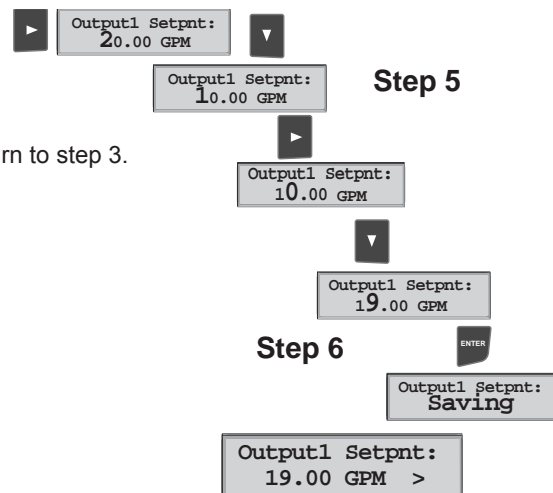 Output1 Setpnt:
20.00 GPM
Output1 Setpnt:
10.00 GPM
Step 5
rn to step 3.
Output1 Setpnt:
10.00 GPM
Output1 Setpnt:
19.00 GPM
Step 6
ENTER
Output1 Setpnt:
Saving
Output1 Setpnt:
19.00 GPM >